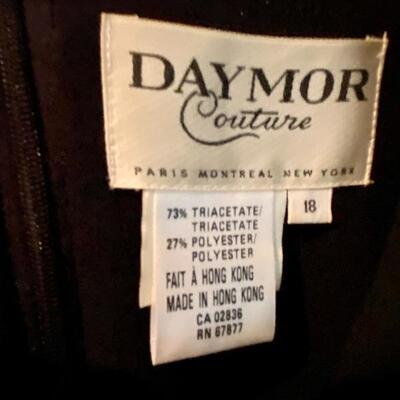 DAYMOR
Couture
PARIS MONTREAL NEW YORK
18
73% TRIACETATE/
TRIACETATE
27% POLYESTER/
POLYESTER
FAIT À HONG KONG
MADE IN HONG KONG
CA 02836
RN 67877